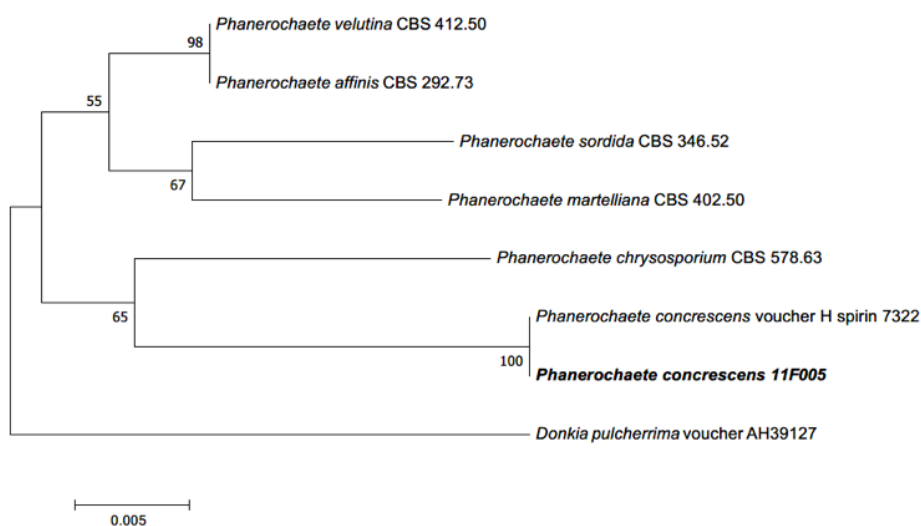 Phanerochaete velutina CBS 412.50
98
Phanerochaete affinis CBS 292.73
55
Phanerochaete sordida CBS 346.52
67
Phanerochaete martelliana CBS 402.50
Phanerochaete chrysosporium CBS 578.63
65
Phanerochaete concrescens voucher H spirin 7322
100
Phanerochaete concrescens 11F005
Donkia pulcherrima voucher AH39127
0.005